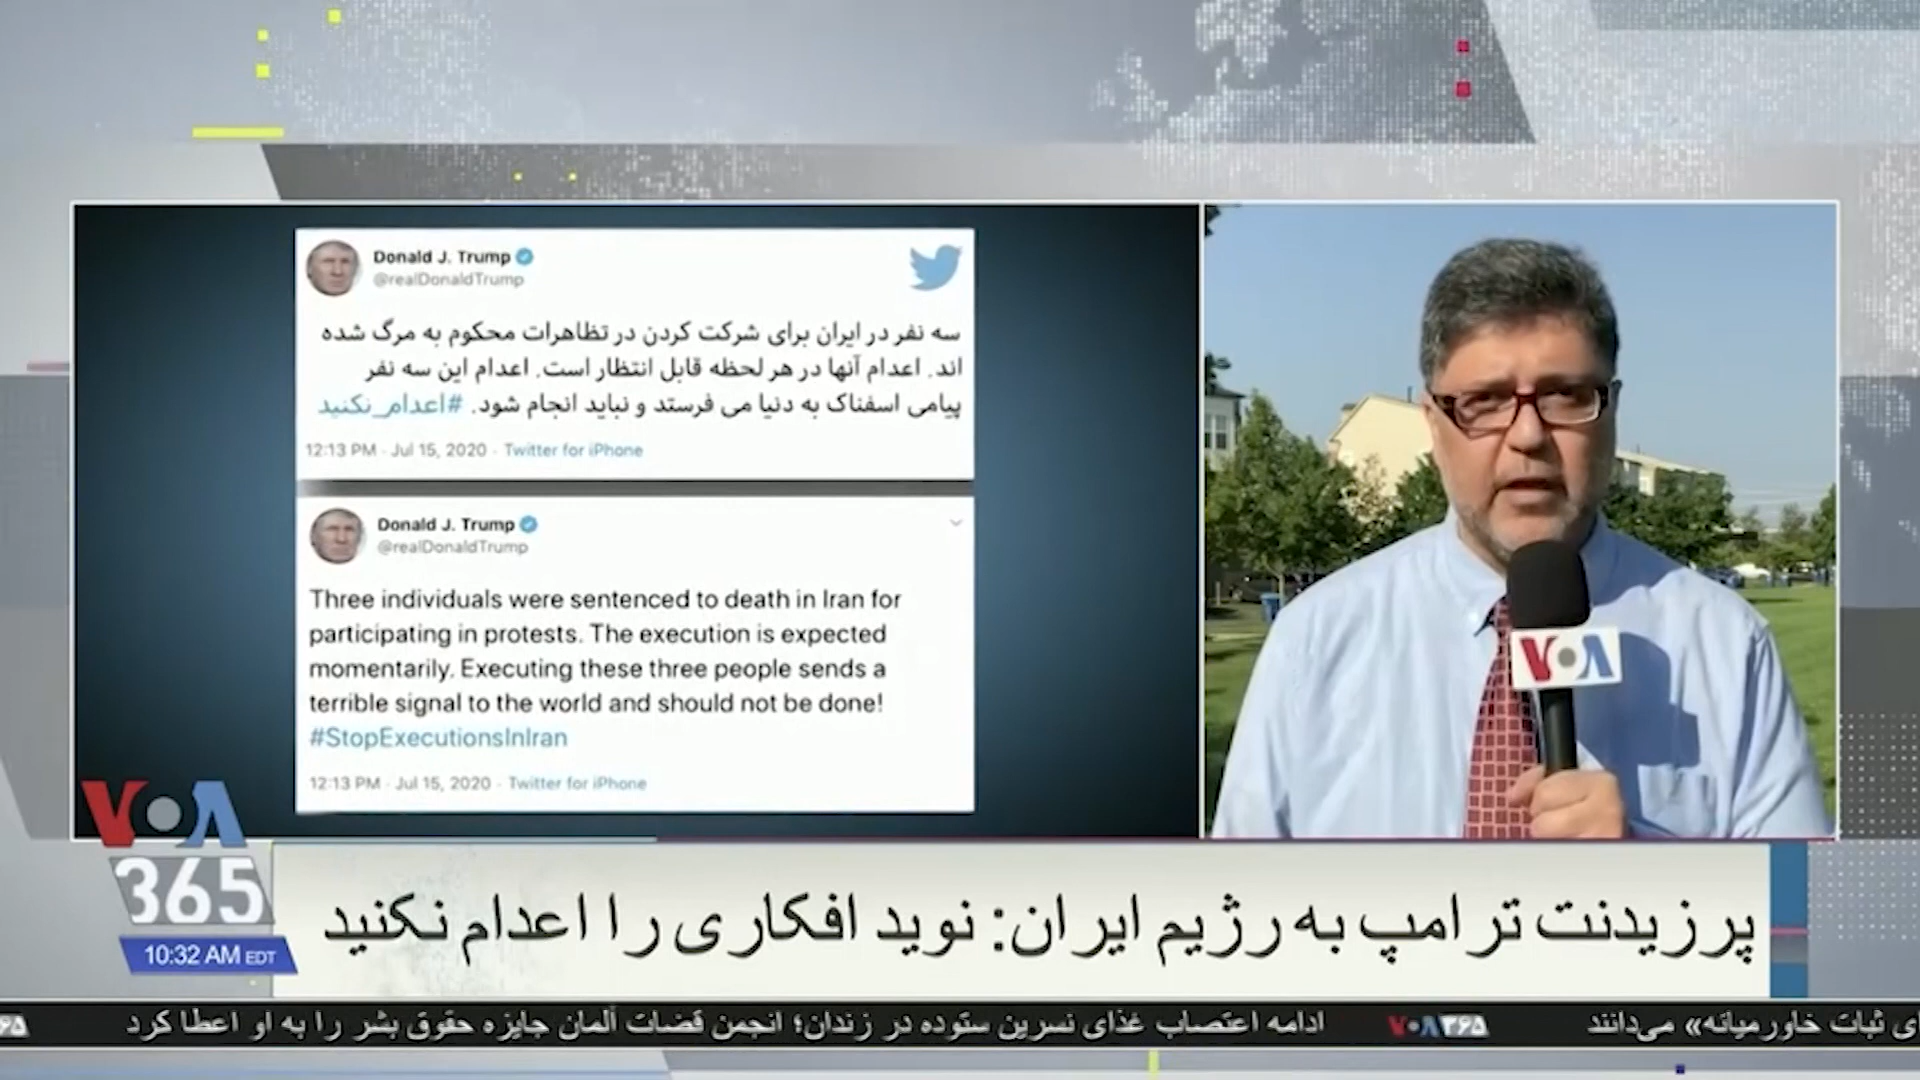 Donald J. Trump
@realDonaldTrump
سه نفر در ایران برای شرکت کردن در تظاهرات محکوم به مرگ شده
اند. اعدام آنها در هر لحظه قابل انتظار است. اعدام این سه نفر
پیامی اسفناک به دنیا می فرستد و نباید انجام شود. #اعدام_نکنید
12:13 PM - Jul 15, 2020 - Twitter for iPhone
Donald J. Trump
@realDonaldTrump
Three individuals were sentenced to death in Iran for
participating in protests. The execution is expected
momentarily. Executing these three people sends a
terrible signal to the world and should not be done!
#StopExecutionsInIran
12:13 PM - Jul 15, 2020 - Twitter for iPhone
VOA
VOA
365
10:32 AM EDT
پرزیدنت ترامپ به رژیم ایران: نوید افکاری را اعدام نکنید
ای ثبات خاورمیانه» می‌دانند VOA۳۶۵ ادامه اعتصاب غذای نسرین ستوده در زندان؛ انجمن قضات آلمان جایزه حقوق بشر را به او اعطا کرد